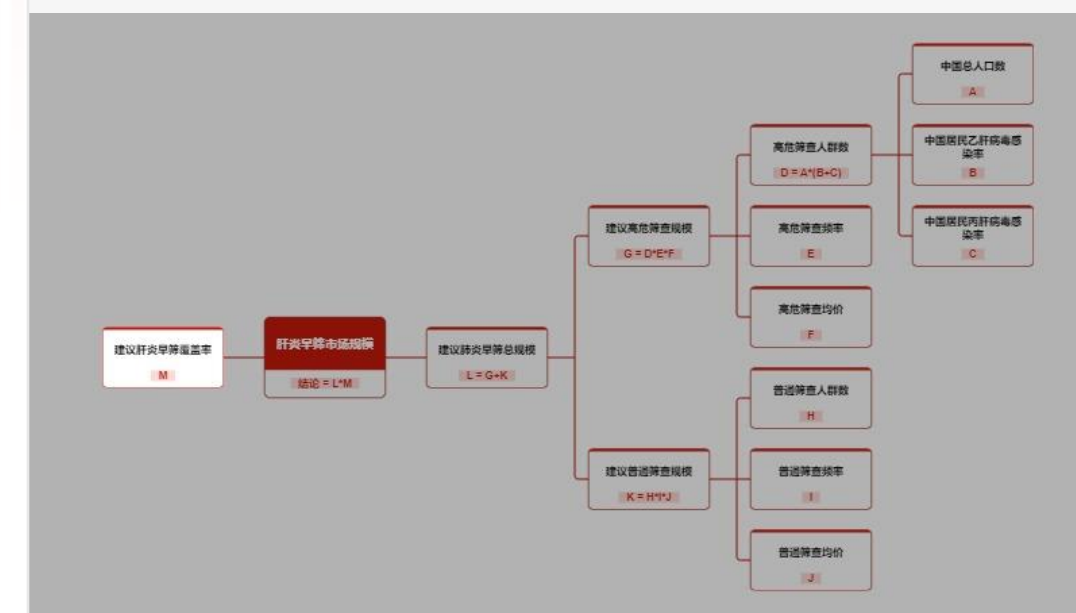 中国总人口数
A
高危筛查人群数
D = A*(B+C)
中国居民乙肝病毒感
染率
B
建议高危筛查规模
G = D*E*F
高危筛查频率
E
中国居民丙肝病毒感
染率
C
高危筛查均价
F
建议肝炎早筛覆盖率
M
肝炎早筛市场规模
结论 = L*M
建议肺炎早筛总规模
L = G+K
普通筛查人群数
H
建议普通筛查规模
K = H*I*J
普通筛查频率
I
普通筛查均价
J